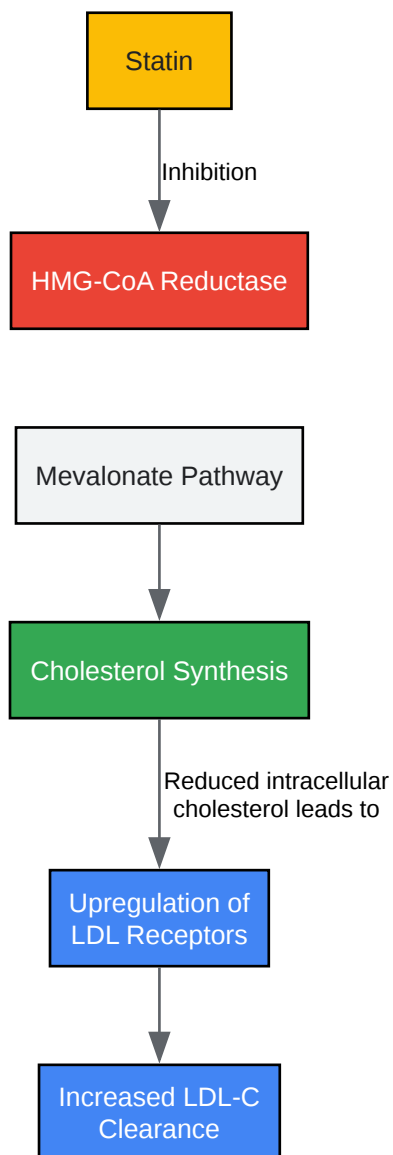 Statin
Inhibition
HMG-CoA Reductase
Mevalonate Pathway
Cholesterol Synthesis
Reduced intracellular
cholesterol leads to
Upregulation of
LDL Receptors
Increased LDL-C
Clearance